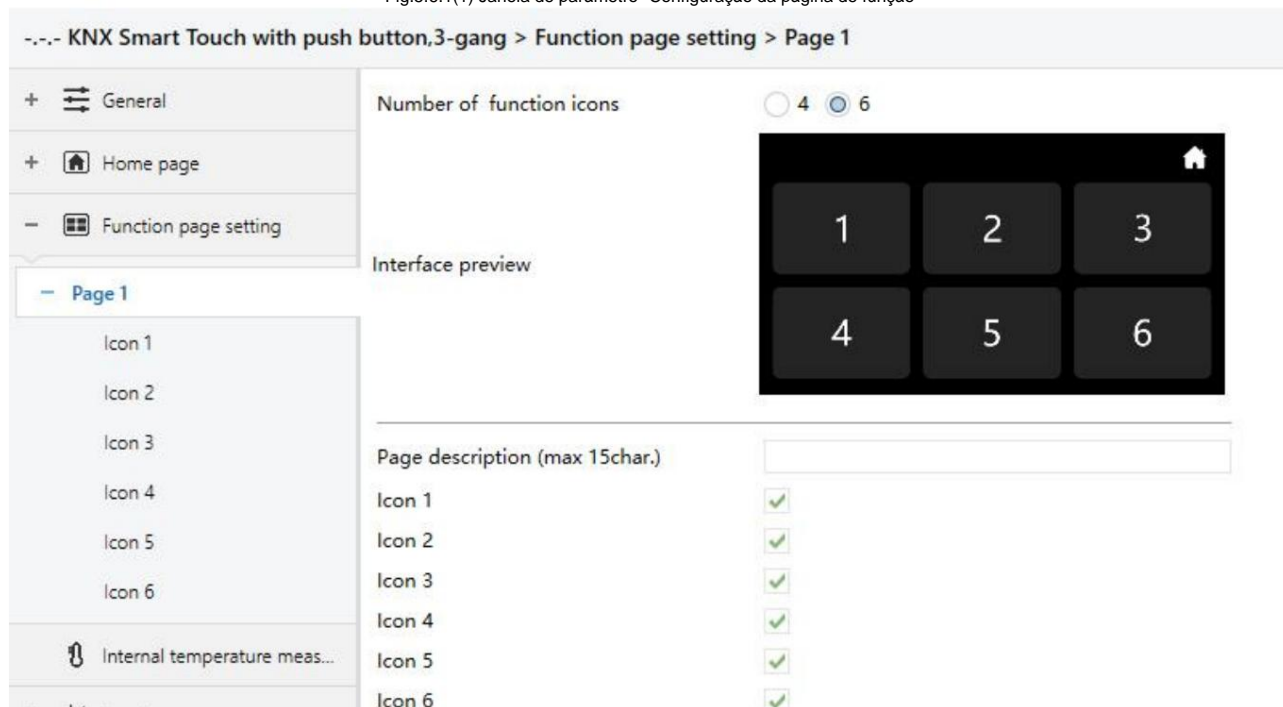 -.-.- KNX Smart Touch with push button,3-gang > Function page setting > Page 1
+ General
+ Home page
- Function page setting
- Page 1
Icon 1
Icon 2
Icon 3
Icon 4
Icon 5
Icon 6
Internal temperature meas...
Number of function icons
4 6
Interface preview
1 2 3
4 5 6
Page description (max 15char.)
Icon 1
Icon 2
Icon 3
Icon 4
Icon 5
Icon 6